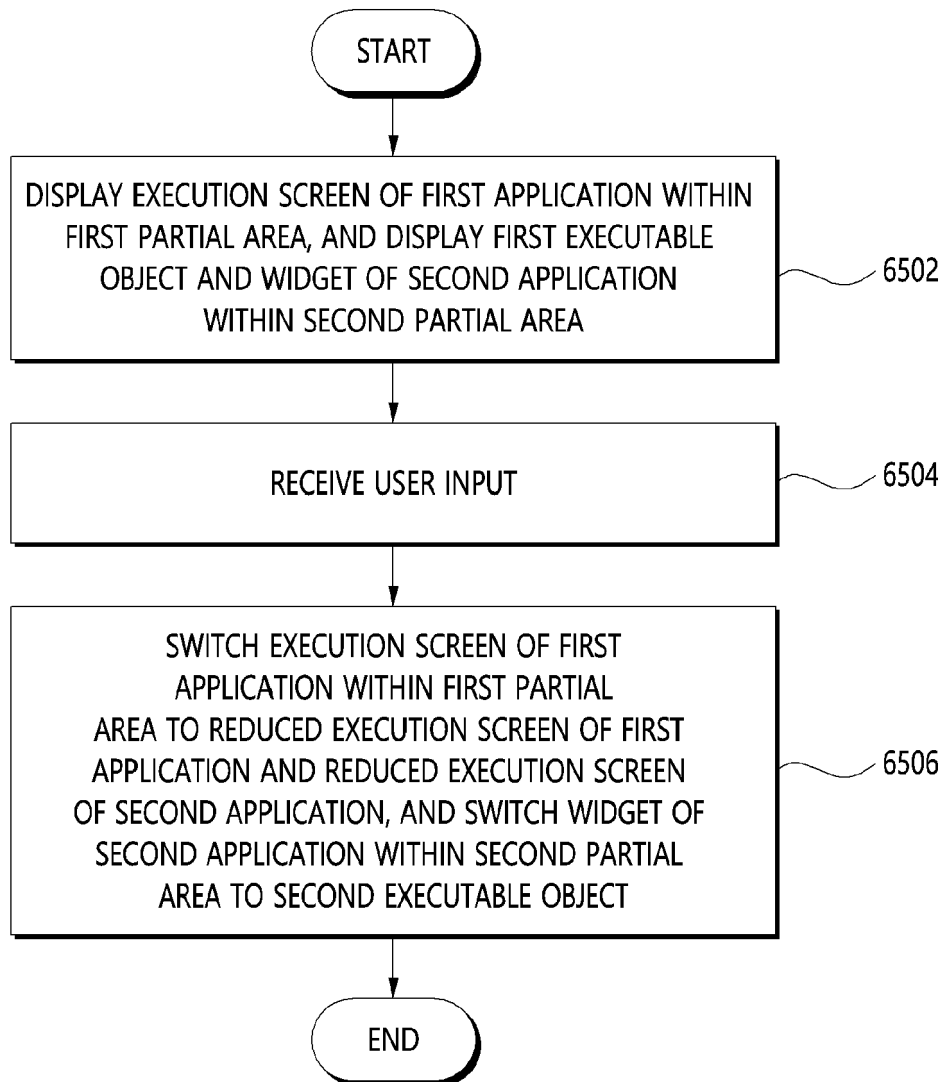 START
DISPLAY EXECUTION SCREEN OF FIRST APPLICATION WITHIN
FIRST PARTIAL AREA, AND DISPLAY FIRST EXECUTABLE
OBJECT AND WIDGET OF SECOND APPLICATION
WITHIN SECOND PARTIAL AREA
6502
RECEIVE USER INPUT
6504
SWITCH EXECUTION SCREEN OF FIRST
APPLICATION WITHIN FIRST PARTIAL
AREA TO REDUCED EXECUTION SCREEN OF FIRST
APPLICATION AND REDUCED EXECUTION SCREEN
OF SECOND APPLICATION, AND SWITCH WIDGET OF
SECOND APPLICATION WITHIN SECOND PARTIAL
AREA TO SECOND EXECUTABLE OBJECT
6506
END